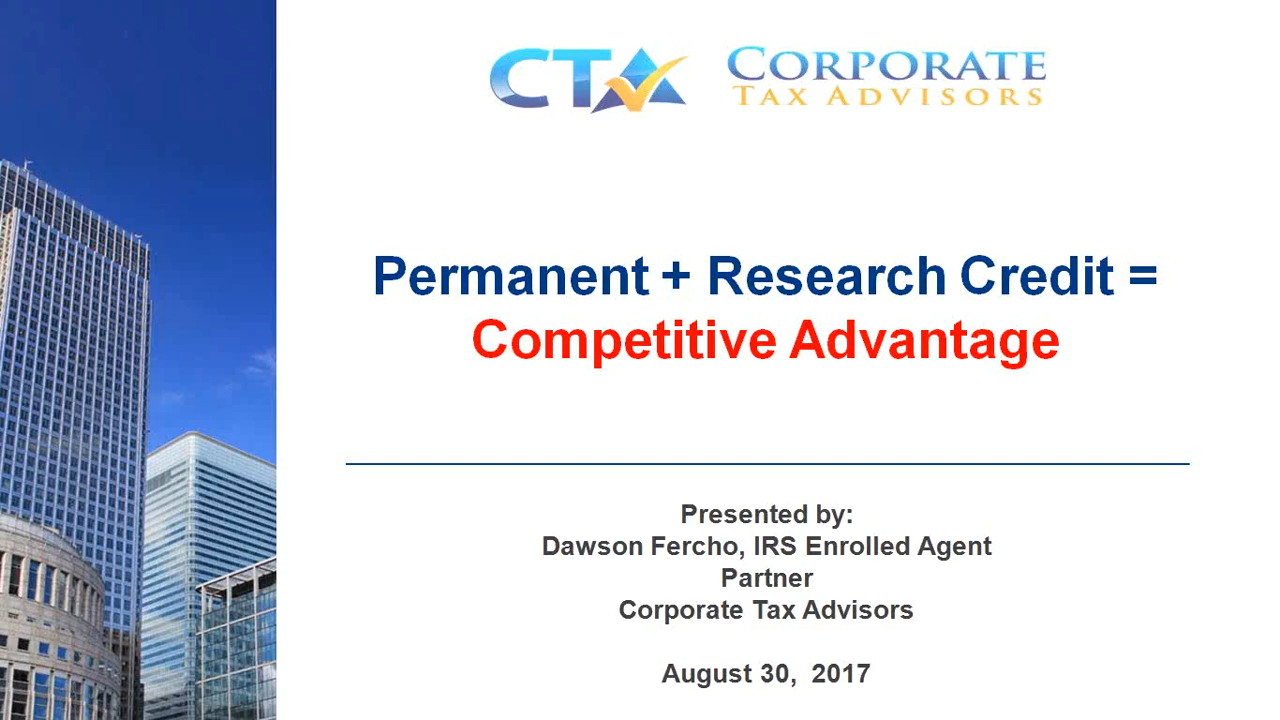 CTA CORPORATE
TAX ADVISORS
Permanent + Research Credit =
Competitive Advantage
Presented by:
Dawson Fercho, IRS Enrolled Agent
Partner
Corporate Tax Advisors
August 30,  2017